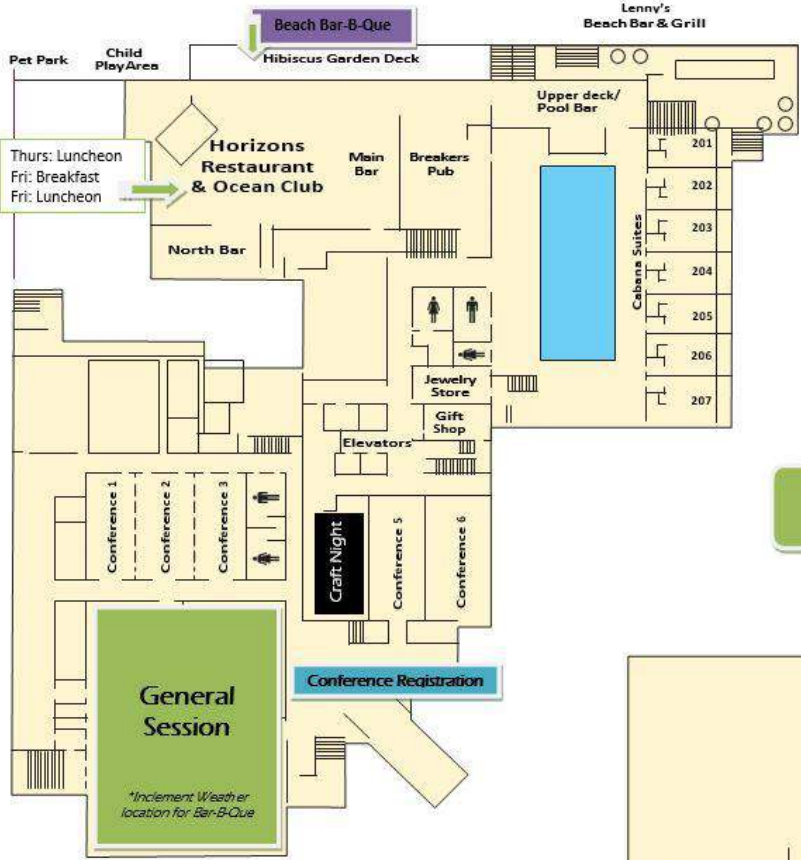 Lenny's
Beach Bar & Grill
Beach Bar-B-Que
Pet Park
Child
Play Area
Hibiscus Garden Deck
Upper deck/
Pool Bar
Thurs: Luncheon
Fri: Breakfast
Fri: Luncheon
Horizons
Restaurant
& Ocean Club
Main
Bar
Breakers
Pub
North Bar
Cabana Suites
201
202
203
204
205
206
207
Jewelry
Store
Gift
Shop
Elevators
Conference 1
Conference 2
Conference 3
Craft Night
Conference 5
Conference 6
Conference Registration
General
Session
*Inclement Weather
location for Bar-B-Que